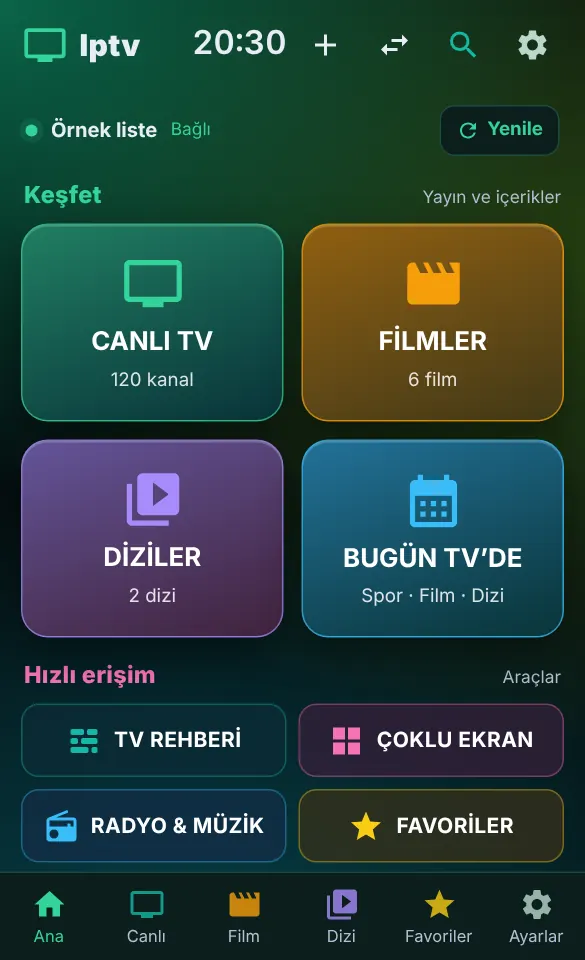 Iptv 20:30
Örnek liste Bağlı Yenile
Keşfet Yayın ve içerikler
CANLI TV
120 kanal
FİLMLER
6 film
DİZİLER
2 dizi
BUGÜN TV’DE
Spor · Film · Dizi
Hızlı erişim Araçlar
TV REHBERİ
ÇOKLU EKRAN
RADYO & MÜZİK
FAVORİLER
Ana Canlı Film Dizi Favoriler Ayarlar